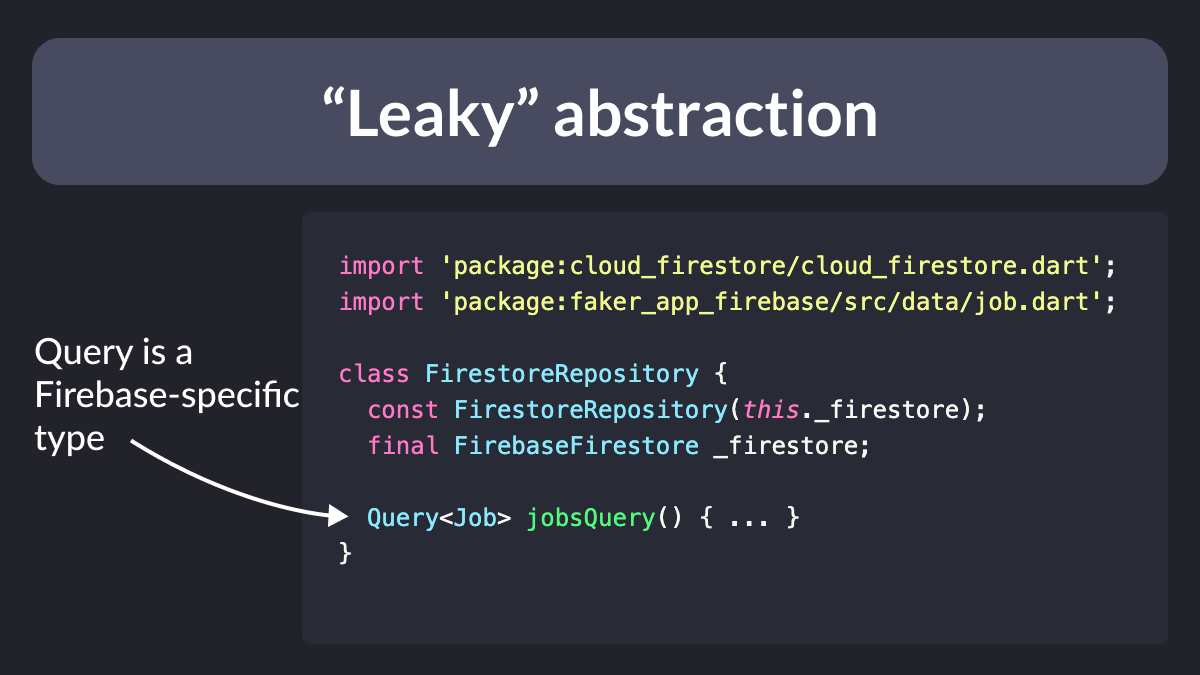 “Leaky” abstraction
Query is a
Firebase-specific
type
import 'package:cloud_firestore/cloud_firestore.dart';
import 'package:faker_app_firebase/src/data/job.dart';
class FirestoreRepository {
const FirestoreRepository(this._firestore);
final FirebaseFirestore _firestore;
Query<Job> jobsQuery() { ... }
}